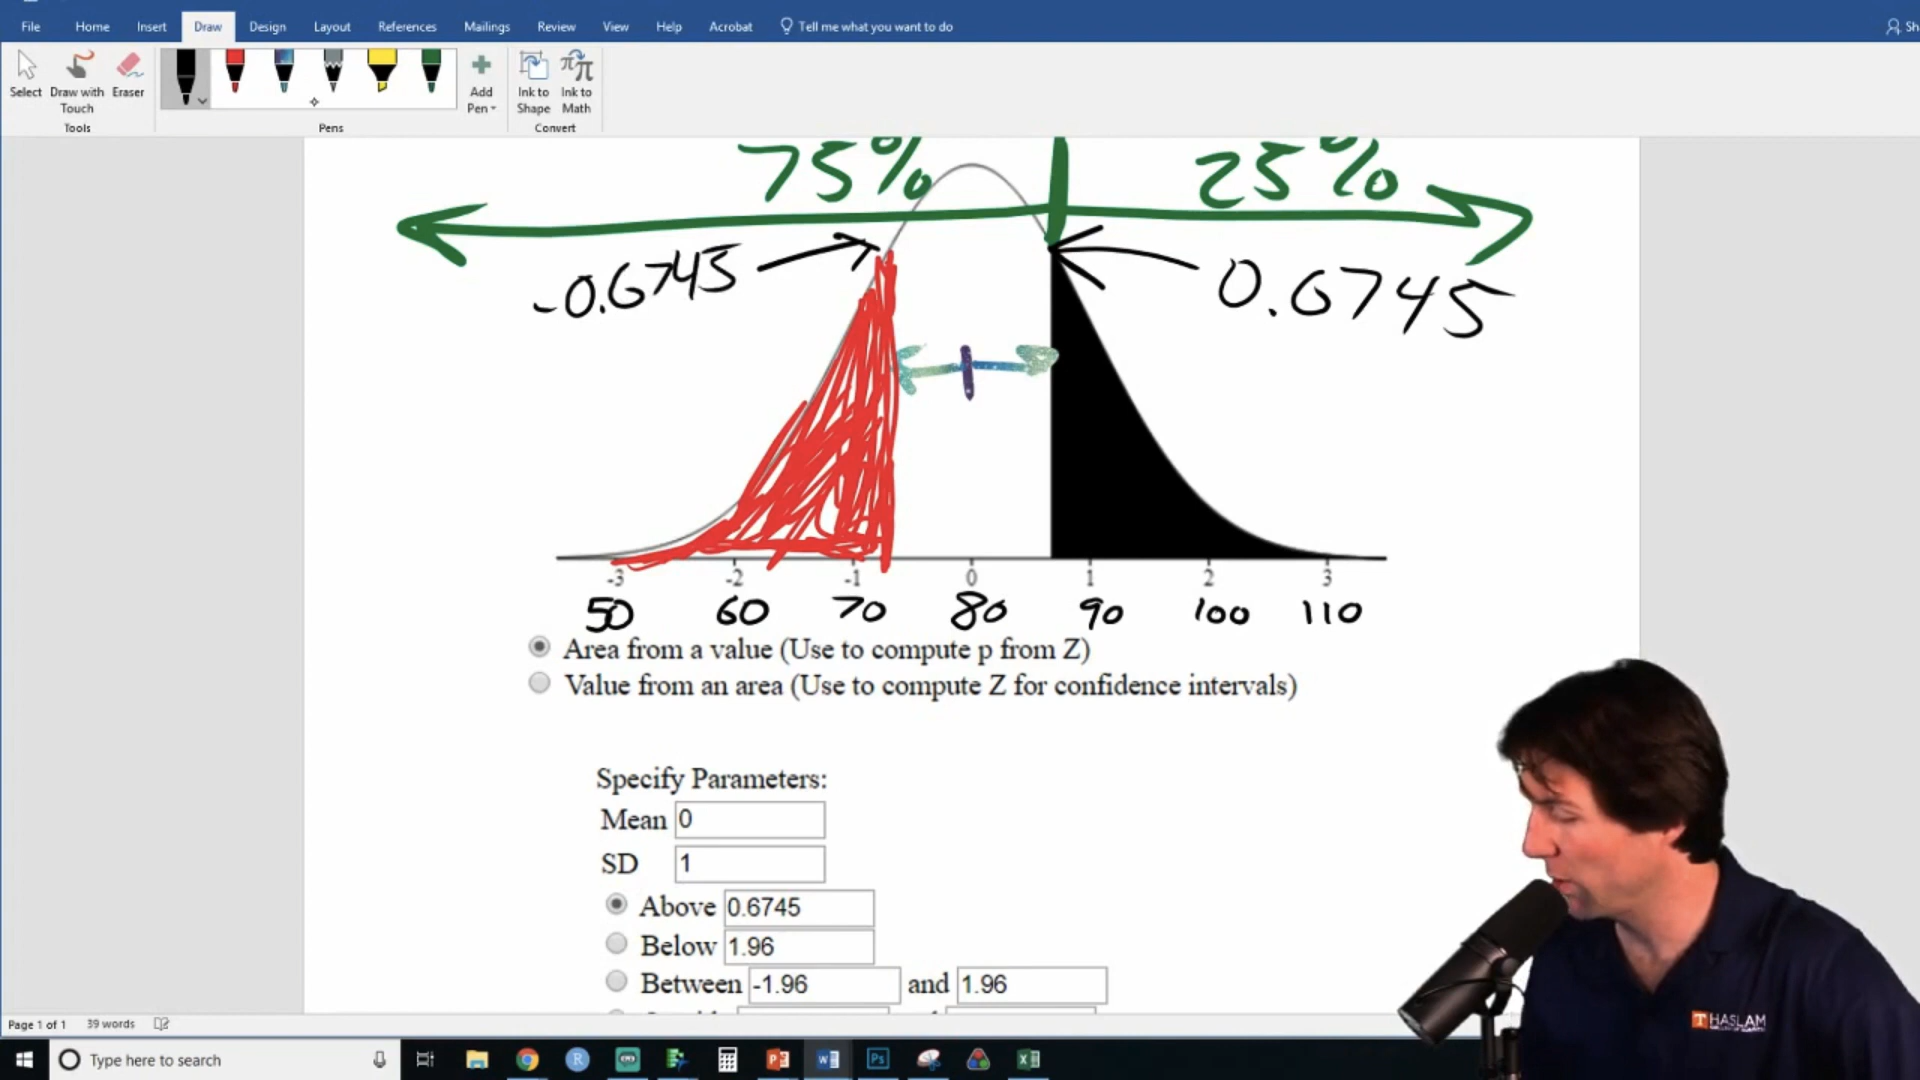 File Home Insert Draw Design Layout References Mailings Review View Help Acrobat Tell me what you want to do Sh
Select Draw with Touch Eraser Add Pen Ink to Shape Ink to Math
Tools Pens Convert
75% 25%
-0.6745 0.6745
-3 -2 -1 0 1 2 3
50 60 70 80 90 100 110
Area from a value (Use to compute p from Z)
Value from an area (Use to compute Z for confidence intervals)
Specify Parameters:
Mean 0
SD 1
Above 0.6745
Below 1.96
Between -1.96 and 1.96
HASLAM
Page 1 of 1 39 words
Type here to search